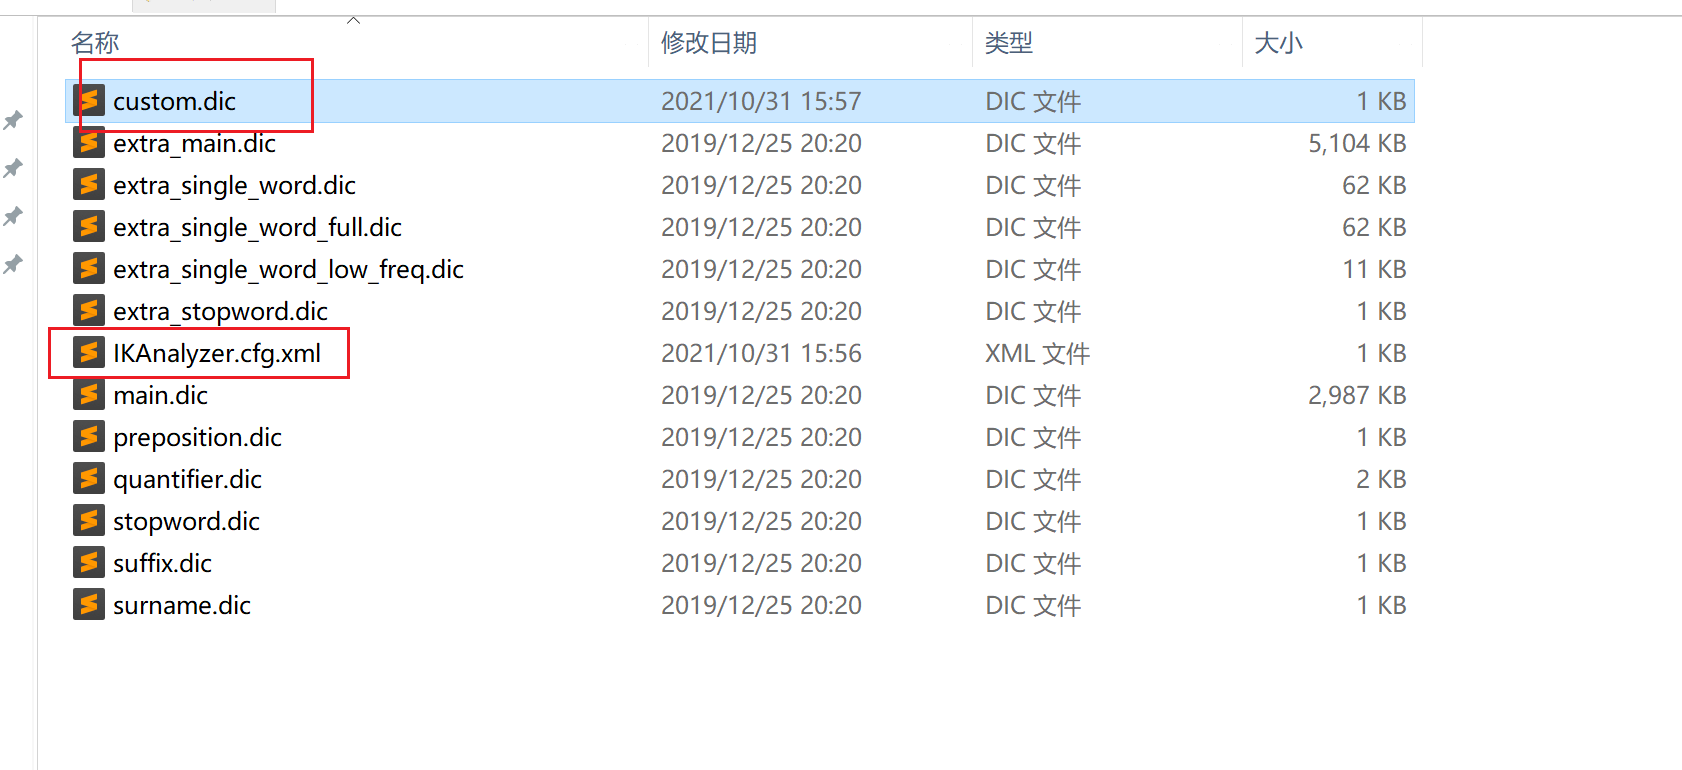 名称 修改日期 类型 大小
custom.dic 2021/10/31 15:57 DIC 文件 1 KB
extra_main.dic 2019/12/25 20:20 DIC 文件 5,104 KB
extra_single_word.dic 2019/12/25 20:20 DIC 文件 62 KB
extra_single_word_full.dic 2019/12/25 20:20 DIC 文件 62 KB
extra_single_word_low_freq.dic 2019/12/25 20:20 DIC 文件 11 KB
extra_stopword.dic 2019/12/25 20:20 DIC 文件 1 KB
IKAnalyzer.cfg.xml 2021/10/31 15:56 XML 文件 1 KB
main.dic 2019/12/25 20:20 DIC 文件 2,987 KB
preposition.dic 2019/12/25 20:20 DIC 文件 1 KB
quantifier.dic 2019/12/25 20:20 DIC 文件 2 KB
stopword.dic 2019/12/25 20:20 DIC 文件 1 KB
suffix.dic 2019/12/25 20:20 DIC 文件 1 KB
surname.dic 2019/12/25 20:20 DIC 文件 1 KB